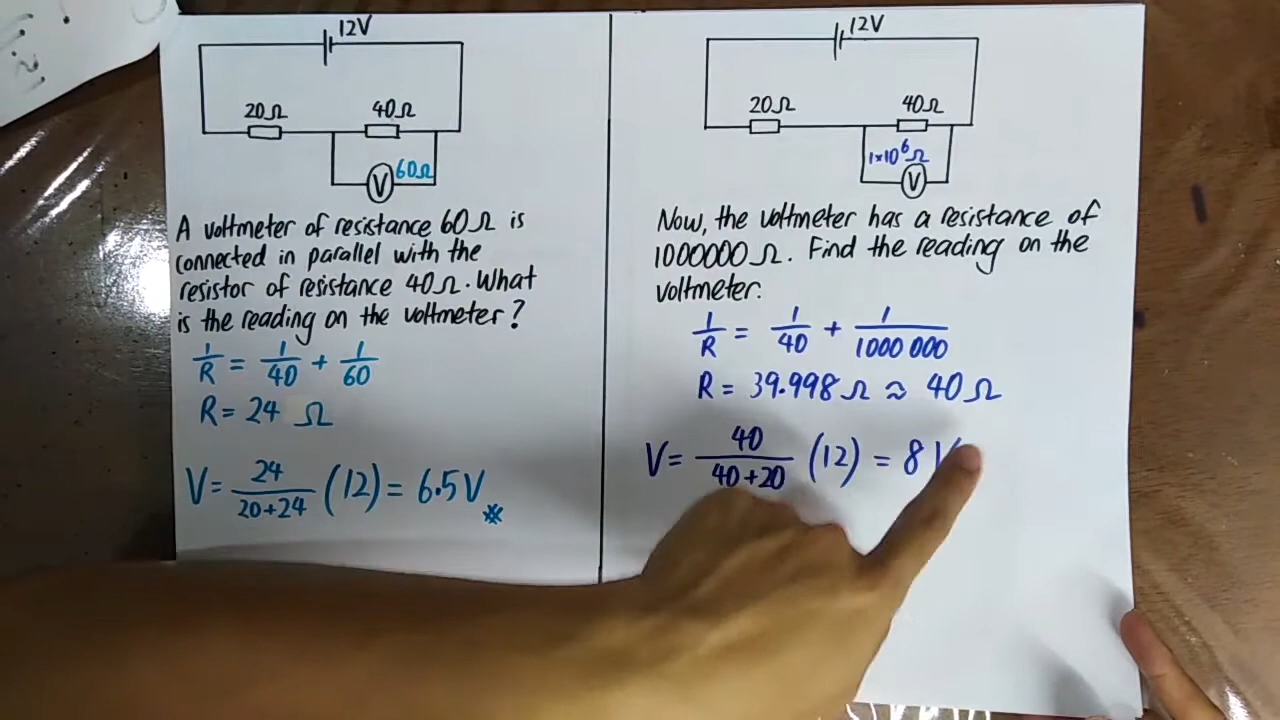 12V
20Ω
40Ω
60Ω
V
A voltmeter of resistance 60Ω is
connected in parallel with the
resistor of resistance 40Ω. What
is the reading on the voltmeter?
1/R = 1/40 + 1/60
R = 24 Ω
V = 24/(20+24) (12) = 6.5V
12V
20Ω
40Ω
1×10⁶Ω
V
Now, the voltmeter has a resistance of
1000000 Ω. Find the reading on the
voltmeter.
1/R = 1/40 + 1/1000 000
R = 39.998 Ω ≈ 40Ω
V = 40/(40+20) (12) = 8 V